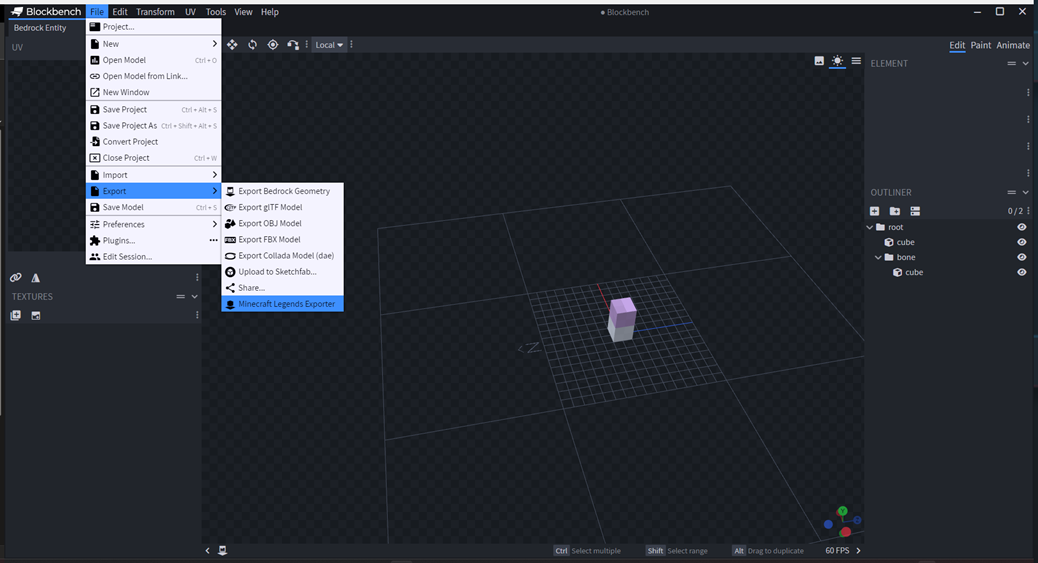 Blockbench File Edit Transform UV Tools View Help
● Blockbench
Bedrock Entity
UV
Project...
New
Open Model Ctrl + O
Open Model from Link...
New Window
Save Project Ctrl + Alt + S
Save Project As Ctrl + Shift + Alt + S
Convert Project
Close Project Ctrl + W
Import
Export
Save Model Ctrl + S
Preferences
Plugins...
Edit Session...
Export Bedrock Geometry
Export glTF Model
Export OBJ Model
FBX Export FBX Model
Export Collada Model (dae)
Upload to Sketchfab...
Share...
Minecraft Legends Exporter
Local
Edit Paint Animate
ELEMENT
OUTLINER
0 / 2
root
cube
bone
cube
TEXTURES
Ctrl Select multiple Shift Select range Alt Drag to duplicate 60 FPS